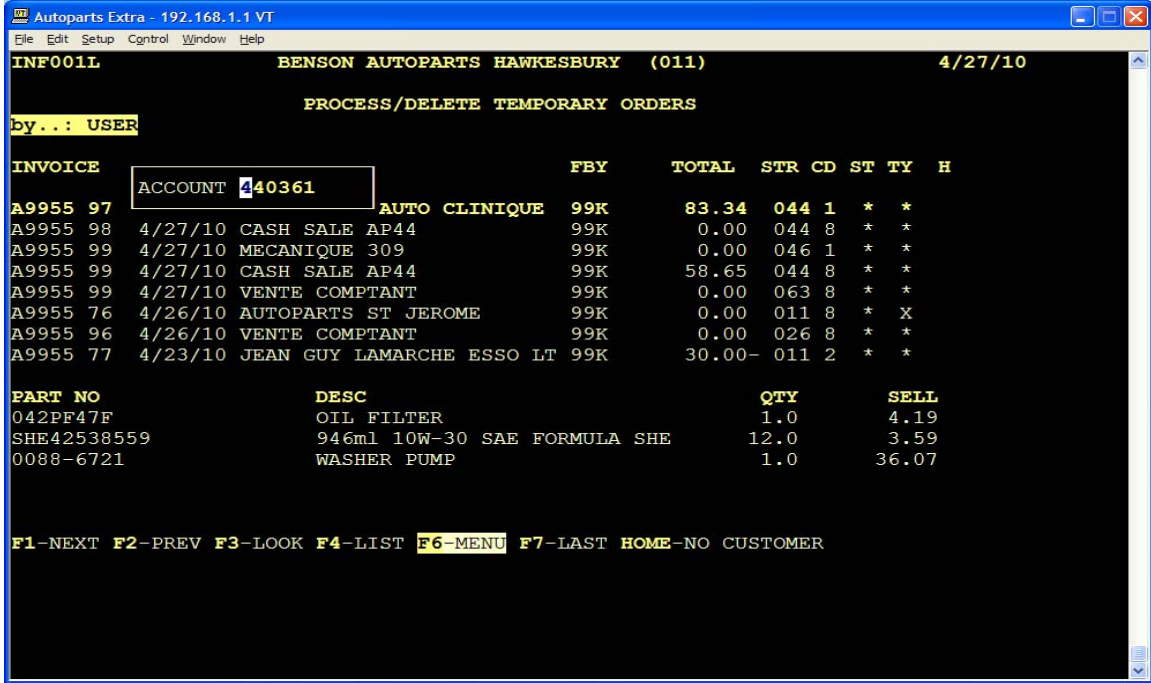 Autoparts Extra - 192.168.1.1 VT
File Edit Setup Control Window Help
INF001L BENSON AUTOPARTS HAWKESBURY (011) 4/27/10
PROCESS/DELETE TEMPORARY ORDERS
by..: USER
INVOICE FBY TOTAL STR CD ST TY H
ACCOUNT 440361
A9955 97 AUTO CLINIQUE 99K 83.34 044 1 * *
A9955 98 4/27/10 CASH SALE AP44 99K 0.00 044 8 * *
A9955 99 4/27/10 MECANIQUE 309 99K 0.00 046 1 * *
A9955 99 4/27/10 CASH SALE AP44 99K 58.65 044 8 * *
A9955 99 4/27/10 VENTE COMPTANT 99K 0.00 063 8 * *
A9955 76 4/26/10 AUTOPARTS ST JEROME 99K 0.00 011 8 * X
A9955 96 4/26/10 VENTE COMPTANT 99K 0.00 026 8 * *
A9955 77 4/23/10 JEAN GUY LAMARCHE ESSO LT 99K 30.00- 011 2 * *
PART NO DESC QTY SELL
042PF47F OIL FILTER 1.0 4.19
SHE42538559 946ml 10W-30 SAE FORMULA SHE 12.0 3.59
0088-6721 WASHER PUMP 1.0 36.07
F1-NEXT F2-PREV F3-LOOK F4-LIST F6-MENU F7-LAST HOME-NO CUSTOMER